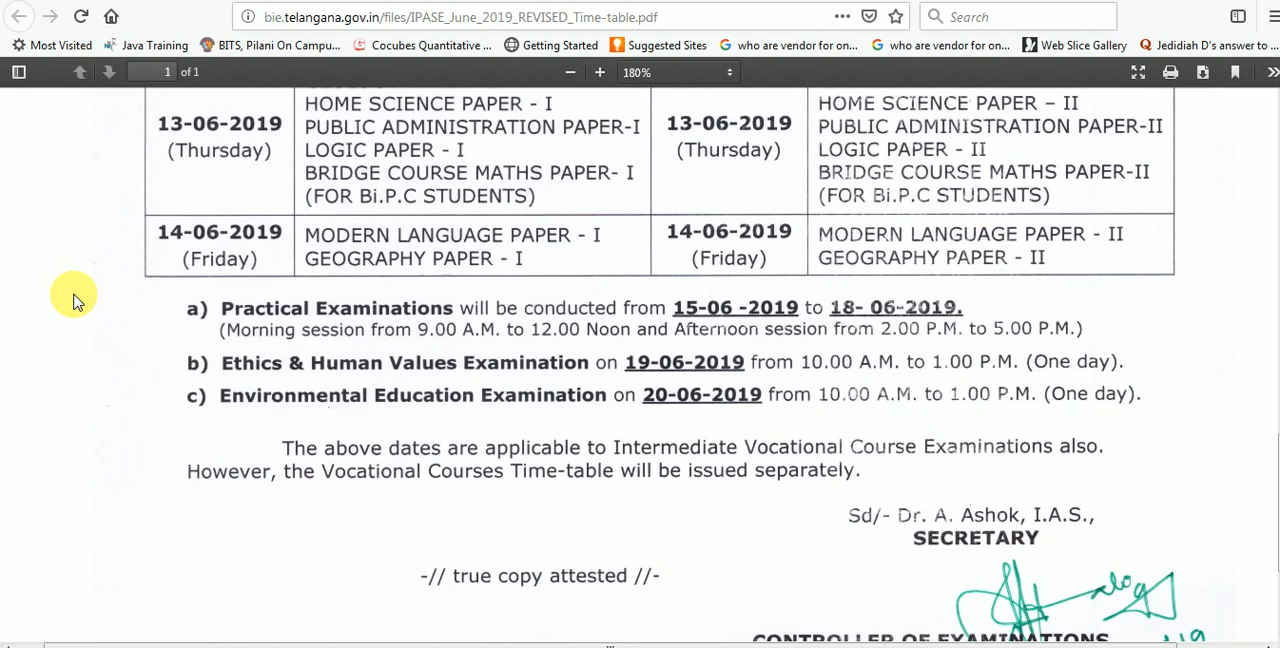 bie.telangana.gov.in/files/IPASE_June_2019_REVISED_Time-table.pdf
Search
Most Visited Java Training BITS, Pilani On Campu... Cocubes Quantitative ... Getting Started Suggested Sites who are vendor for on... who are vendor for on... Web Slice Gallery Jedidiah D's answer to ...
1 of 1 180%
13-06-2019
(Thursday)
HOME SCIENCE PAPER - I
PUBLIC ADMINISTRATION PAPER-I
LOGIC PAPER - I
BRIDGE COURSE MATHS PAPER- I
(FOR Bi.P.C STUDENTS)
13-06-2019
(Thursday)
HOME SCIENCE PAPER – II
PUBLIC ADMINISTRATION PAPER-II
LOGIC PAPER - II
BRIDGE COURSE MATHS PAPER-II
(FOR Bi.P.C STUDENTS)
14-06-2019
(Friday)
MODERN LANGUAGE PAPER - I
GEOGRAPHY PAPER - I
14-06-2019
(Friday)
MODERN LANGUAGE PAPER - II
GEOGRAPHY PAPER - II
a) Practical Examinations will be conducted from 15-06 -2019 to 18- 06-2019.
(Morning session from 9.00 A.M. to 12.00 Noon and Afternoon session from 2.00 P.M. to 5.00 P.M.)
b) Ethics & Human Values Examination on 19-06-2019 from 10.00 A.M. to 1.00 P.M. (One day).
c) Environmental Education Examination on 20-06-2019 from 10.00 A.M. to 1.00 P.M. (One day).
The above dates are applicable to Intermediate Vocational Course Examinations also.
However, the Vocational Courses Time-table will be issued separately.
Sd/- Dr. A. Ashok, I.A.S.,
SECRETARY
-// true copy attested //-
CONTROLLER OF EXAMINATIONS